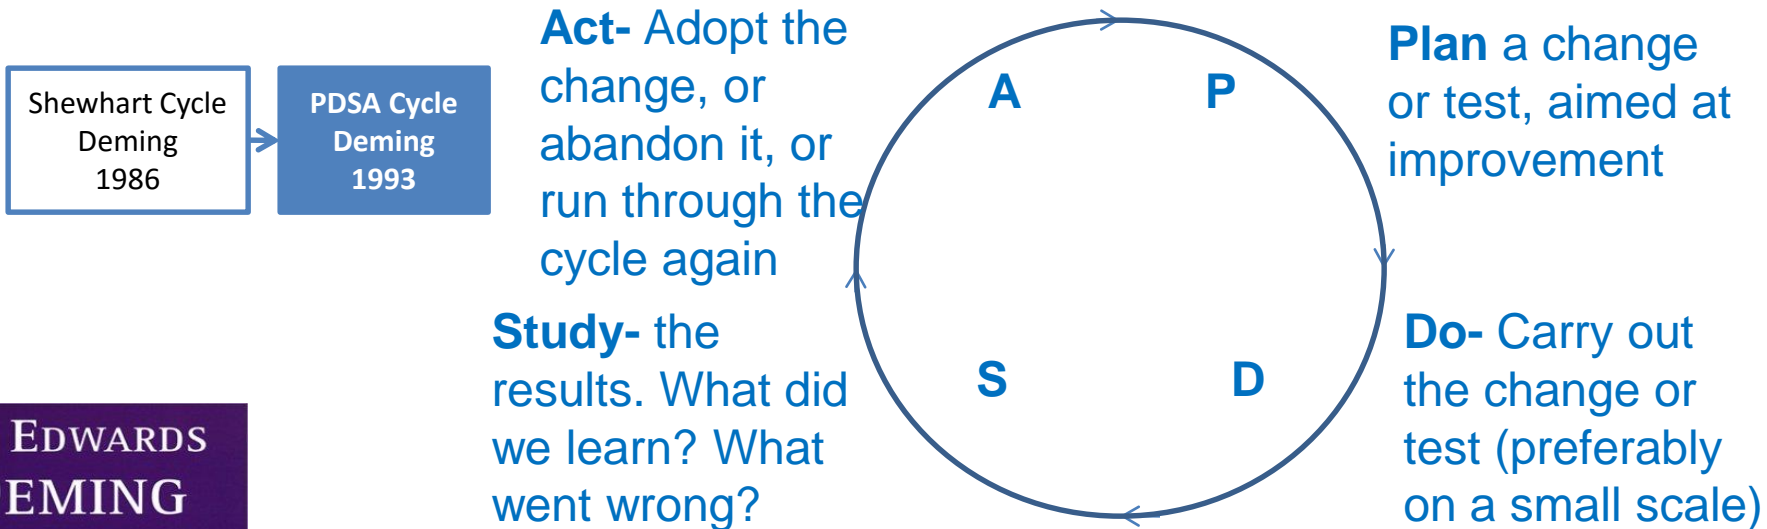 Shewhart Cycle
Deming
1986
PDSA Cycle
Deming
1993
Act- Adopt the
change, or
abandon it, or
run through the
cycle again
A
P
Plan a change
or test, aimed at
improvement
Study- the
results. What did
we learn? What
went wrong?
S
D
Do- Carry out
the change or
test (preferably
on a small scale)
EDWARDS
EMING